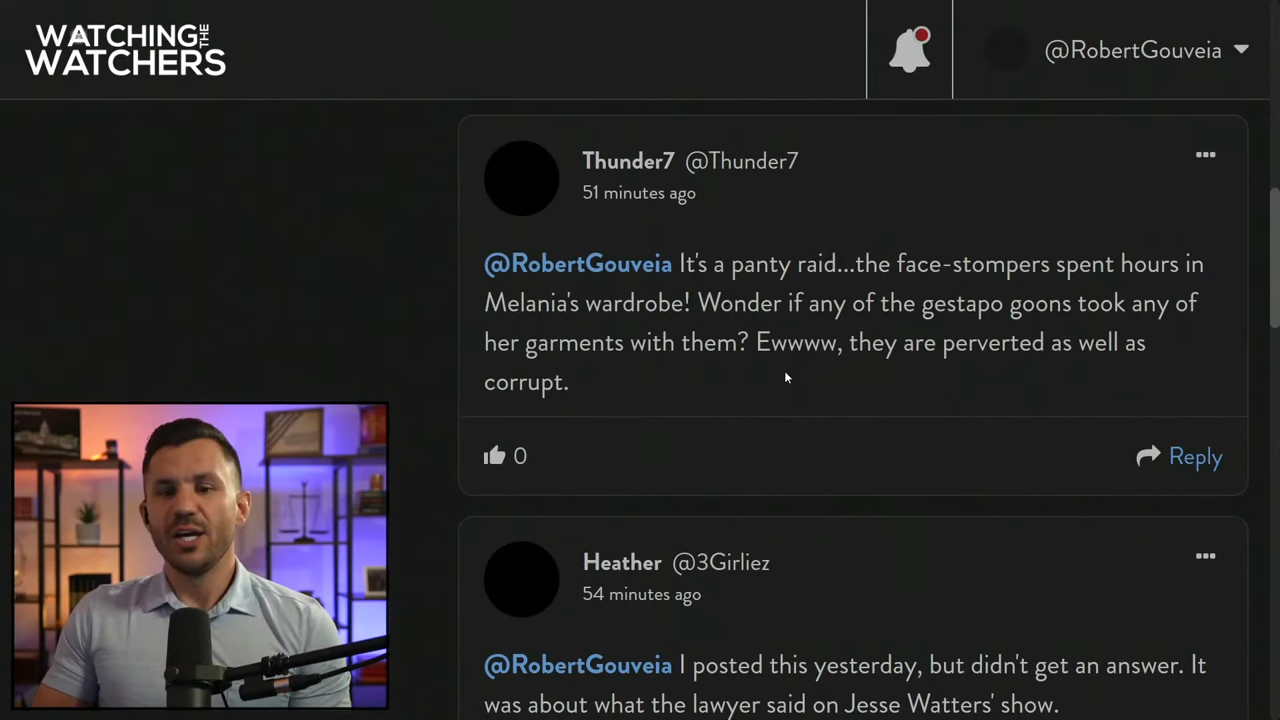 WATCHING THE
WATCHERS
@RobertGouveia
Thunder7 @Thunder7
51 minutes ago
@RobertGouveia It's a panty raid...the face-stompers spent hours in
Melania's wardrobe! Wonder if any of the gestapo goons took any of
her garments with them? Ewwww, they are perverted as well as
corrupt.
0
Reply
Heather @3Girliez
54 minutes ago
@RobertGouveia I posted this yesterday, but didn't get an answer. It
was about what the lawyer said on Jesse Watters' show.